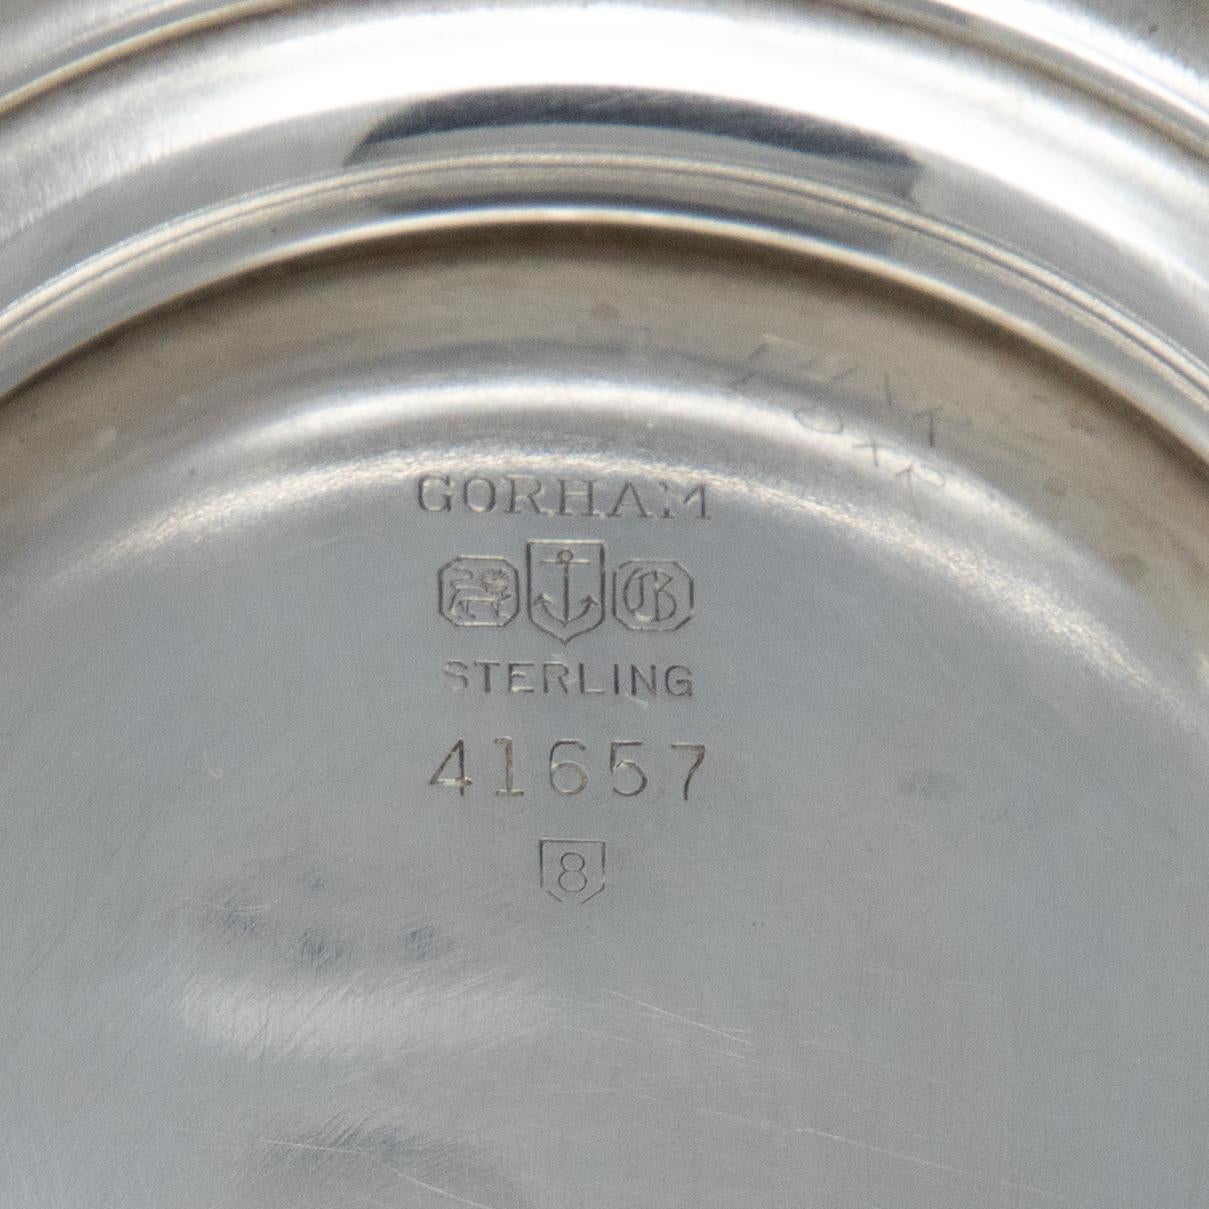 GORHAM
G
STERLING
41657
8